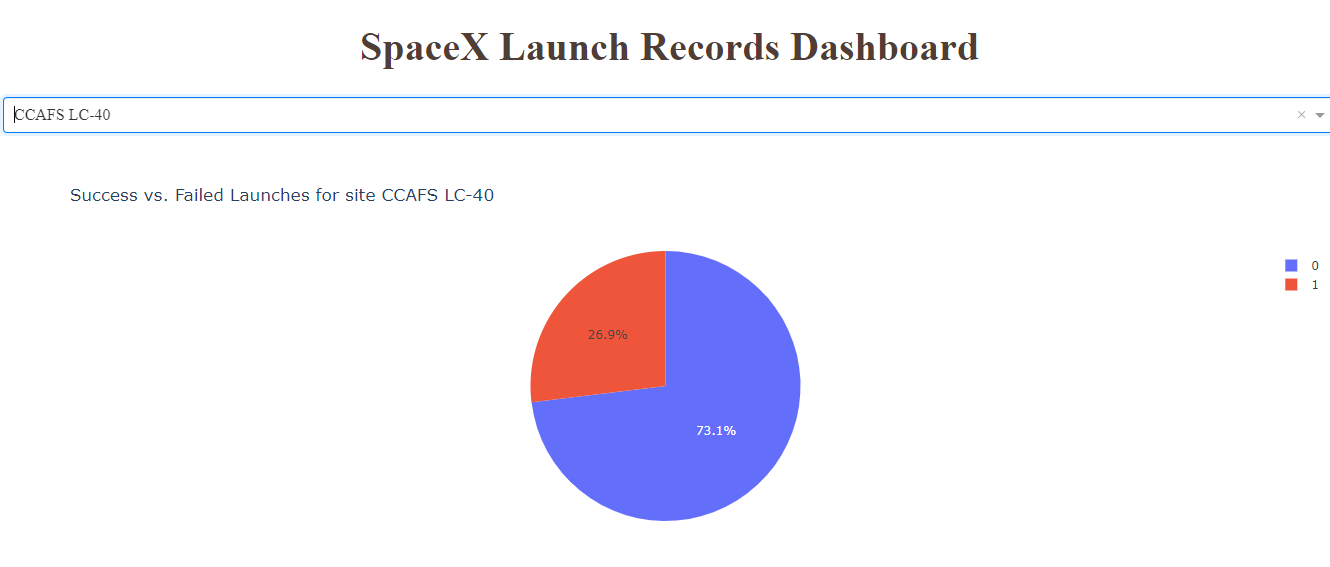 SpaceX Launch Records Dashboard
CCAFS LC-40
×
Success vs. Failed Launches for site CCAFS LC-40
0
1
26.9%
73.1%